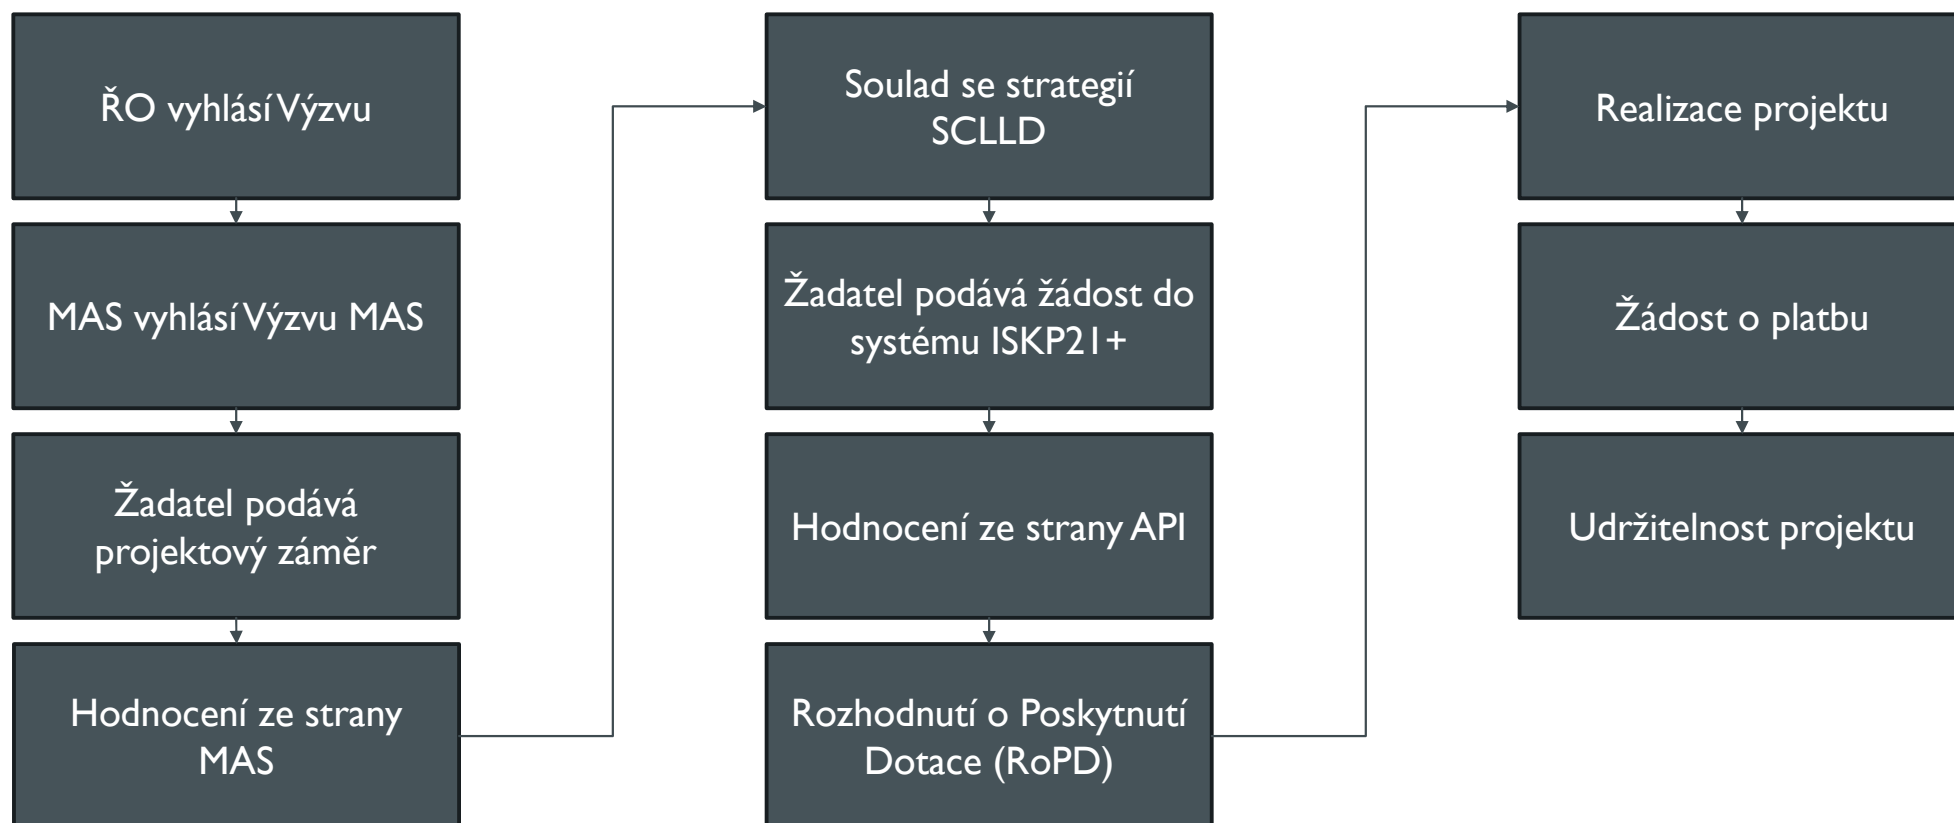 ŘO vyhlásí Výzvu
MAS vyhlásí Výzvu MAS
Žadatel podává
projektový záměr
Hodnocení ze strany
MAS
Soulad se strategií
SCLLD
Žadatel podává žádost do
systému ISKP21+
Hodnocení ze strany API
Rozhodnutí o Poskytnutí
Dotace (RoPD)
Realizace projektu
Žádost o platbu
Udržitelnost projektu